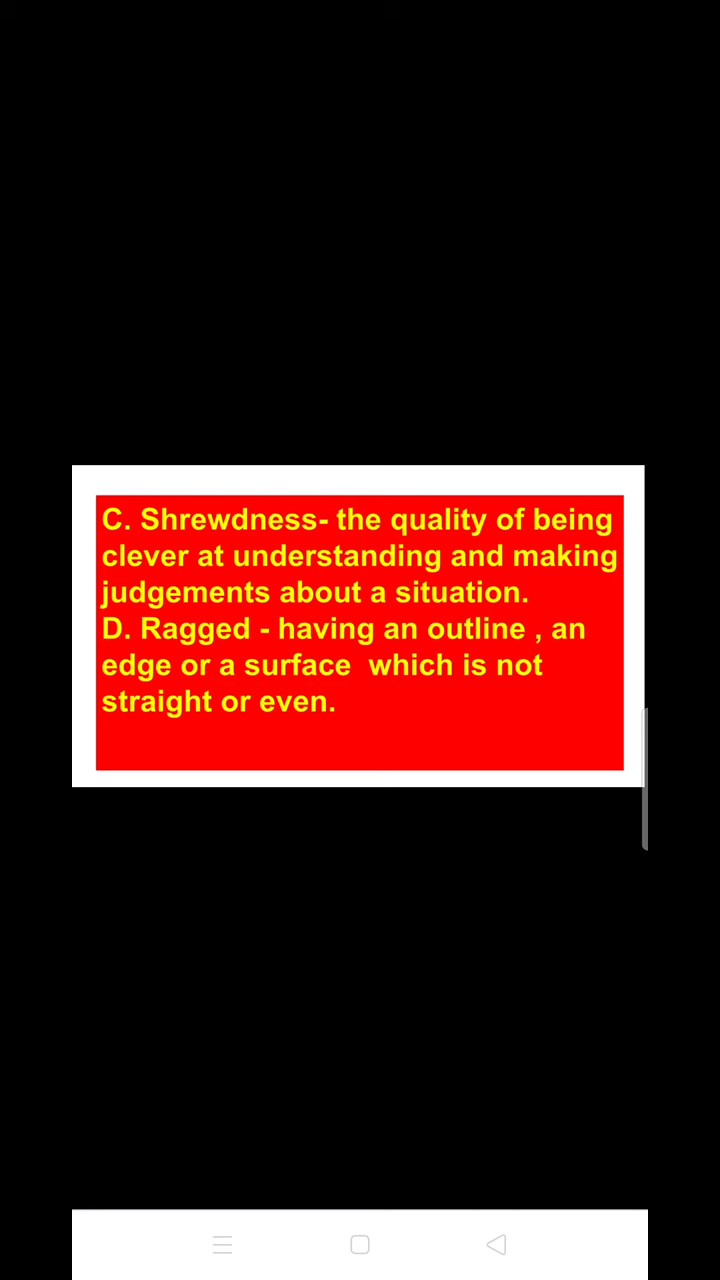 C. Shrewdness- the quality of being
clever at understanding and making
judgements about a situation.
D. Ragged - having an outline , an
edge or a surface  which is not
straight or even.